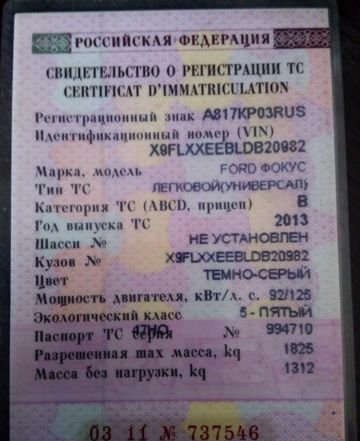 РОССИЙСКАЯ ФЕДЕРАЦИЯ
СВИДЕТЕЛЬСТВО О РЕГИСТРАЦИИ ТС
CERTIFICAT D'IMMATRICULATION
Регистрационный знак А817КР03RUS
Идентификационный номер (VIN)
X9FLXXEEBLDB20982
Марка, модель FORD ФОКУС
Тип ТС ЛЕГКОВОЙ(УНИВЕРСАЛ)
Категория ТС (ABCD, прицеп) B
Год выпуска ТС 2013
Шасси № НЕ УСТАНОВЛЕН
Кузов № X9FLXXEEBLDB20982
Цвет ТЕМНО-СЕРЫЙ
Мощность двигателя, кВт/л. с. 92/125
Экологический класс 5 - ПЯТЫЙ
Паспорт ТС серия 47НО № 994710
Разрешенная max масса, kg 1825
Масса без нагрузки, kg 1312
03 11 № 737546